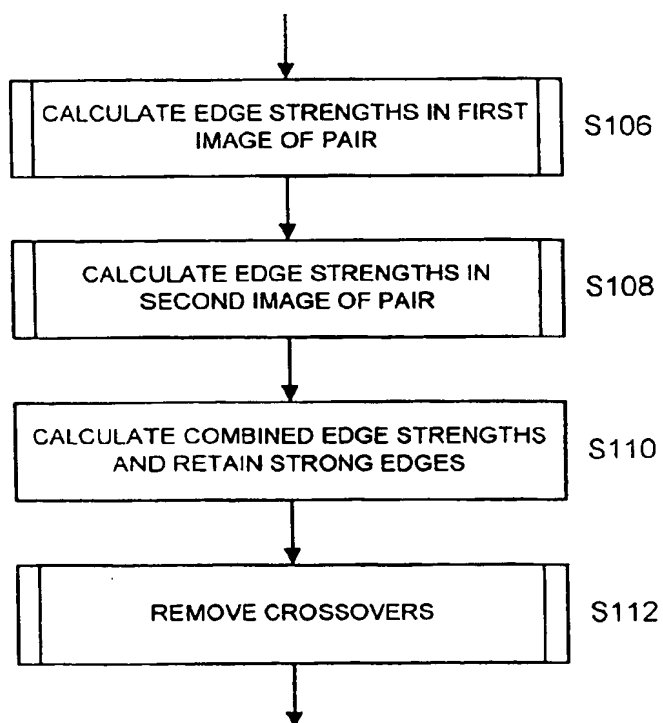 CALCULATE EDGE STRENGTHS IN FIRST
IMAGE OF PAIR
S106
CALCULATE EDGE STRENGTHS IN
SECOND IMAGE OF PAIR
S108
CALCULATE COMBINED EDGE STRENGTHS
AND RETAIN STRONG EDGES
S110
REMOVE CROSSOVERS
S112